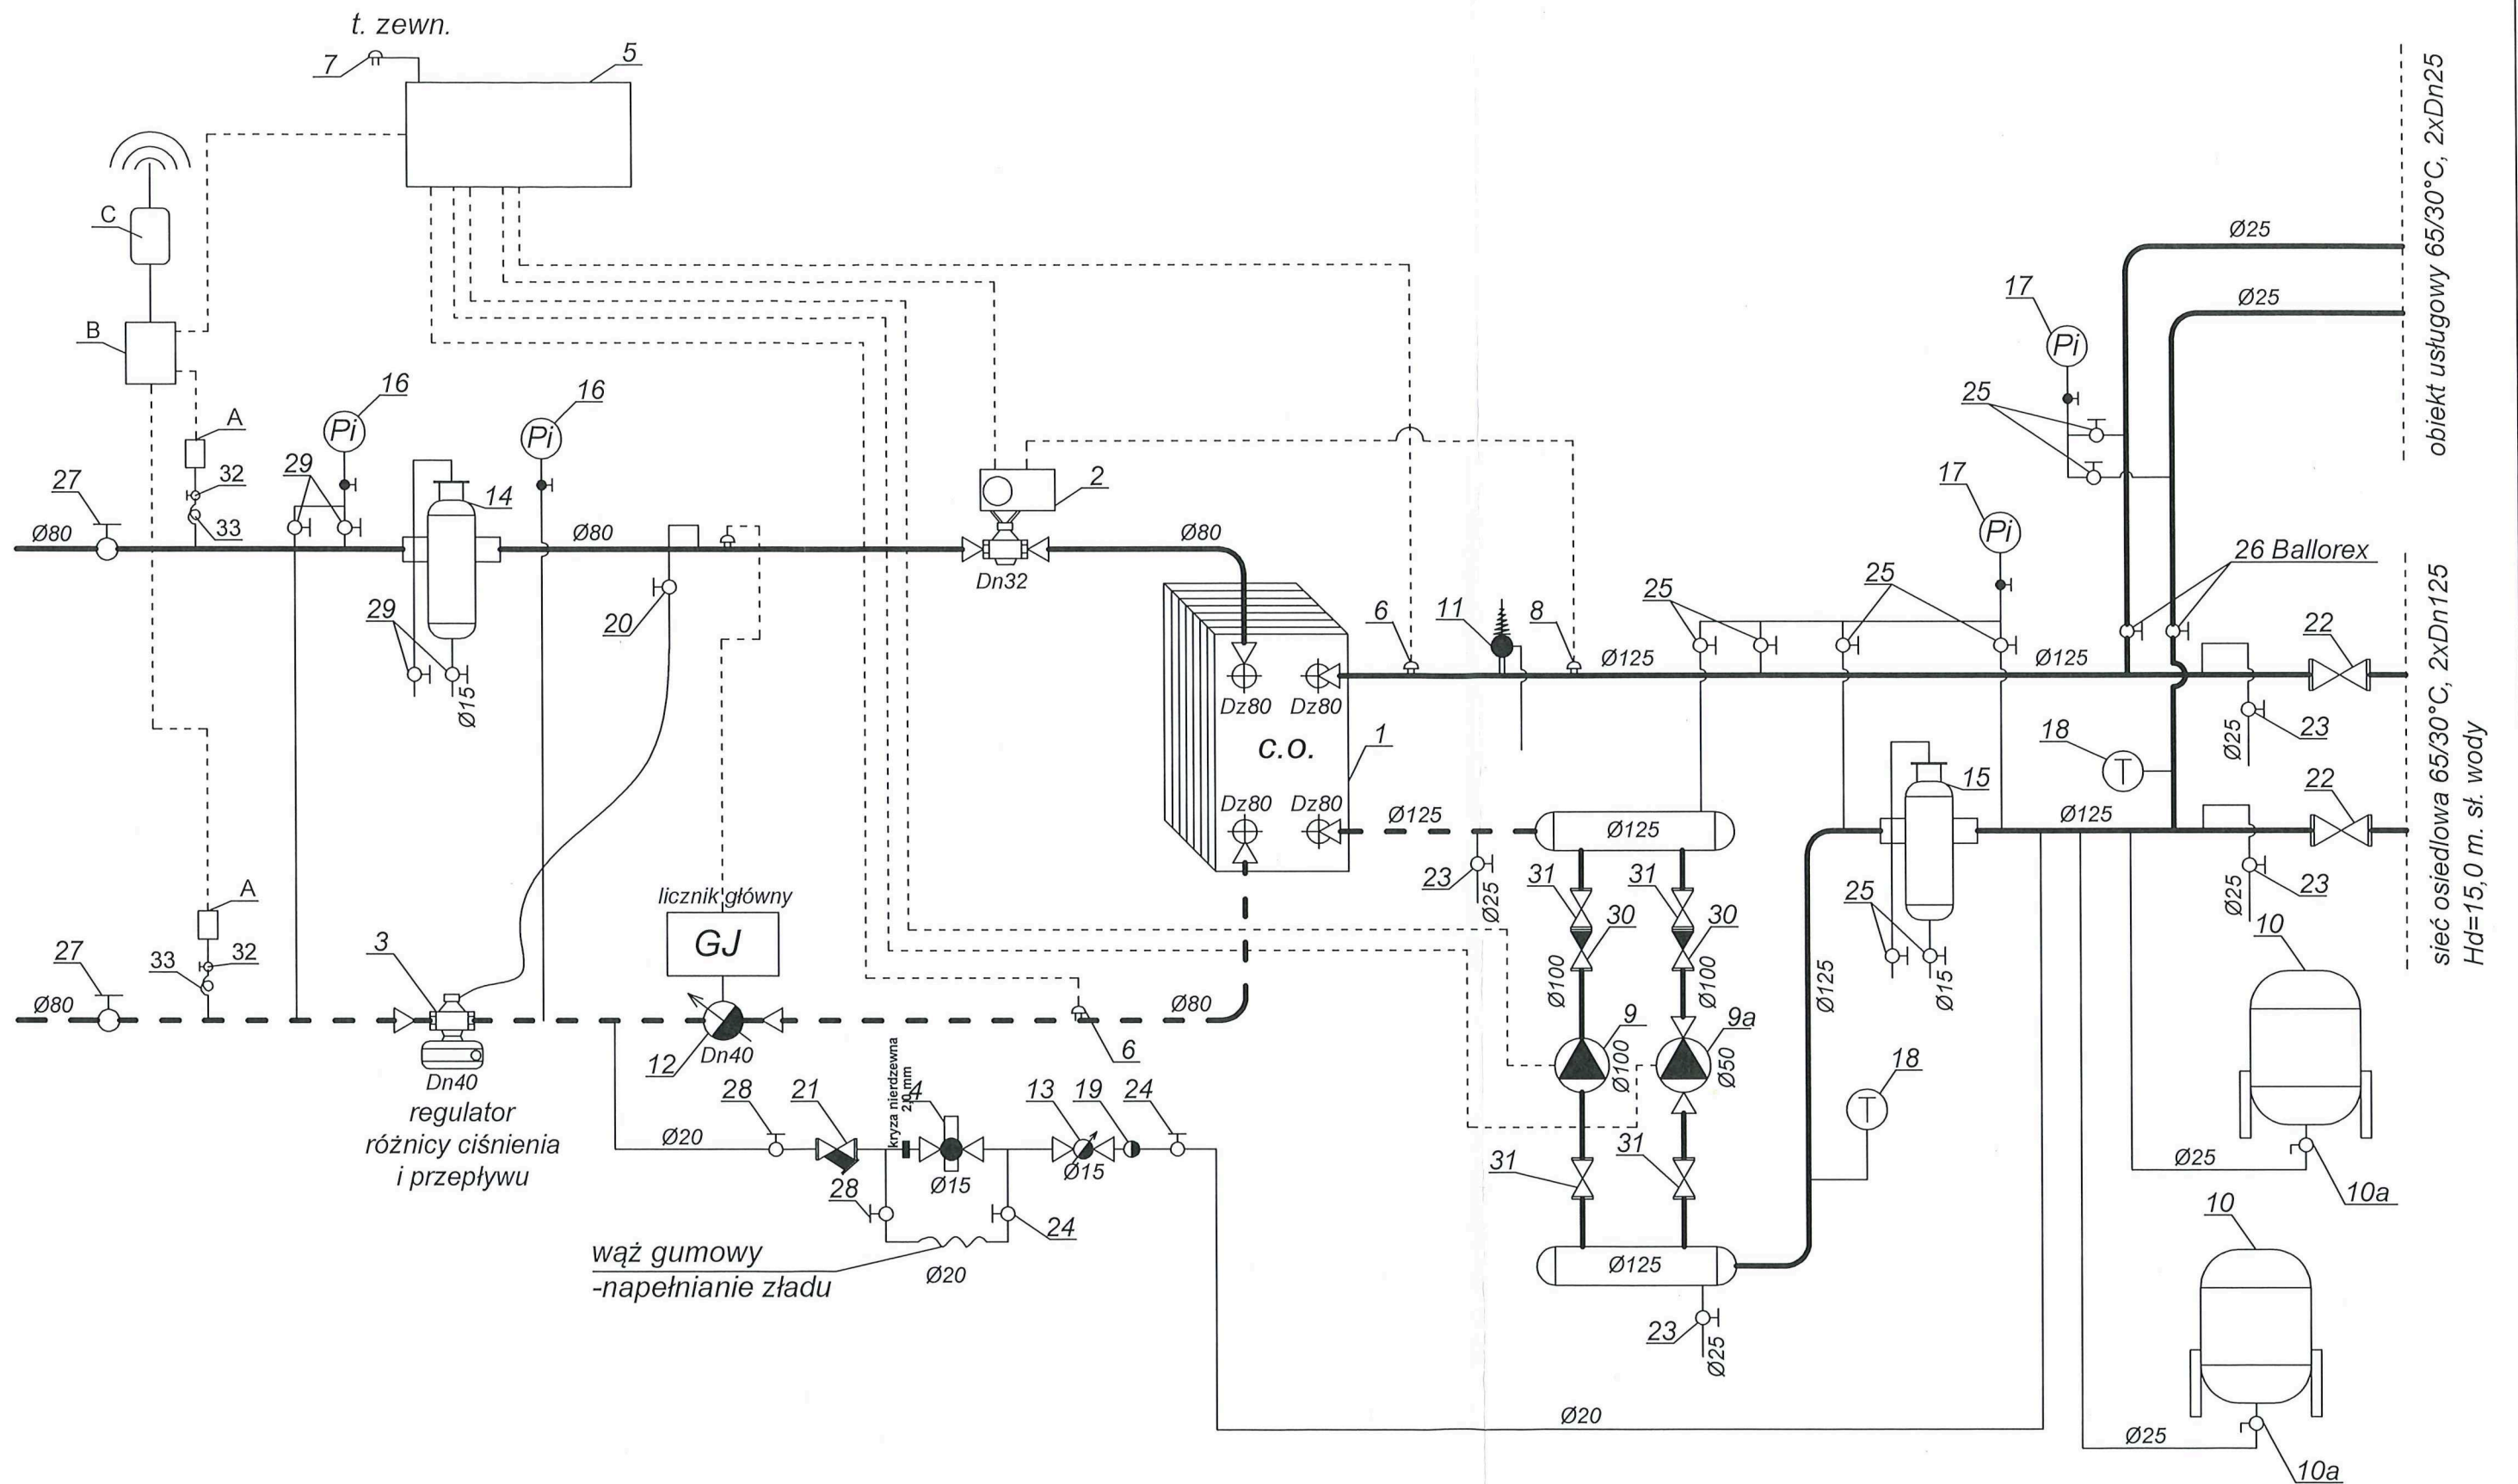 t. zewn.
7
5
C
B
A
32
33
27
Ø80
29
16
Pi
16
Pi
14
Ø80
29
Ø15
20
2
Dn32
Ø80
Dz80
Dz80
c.o.
Dz80
Dz80
1
6
11
8
Ø125
25
25
17
Pi
Ø125
17
Pi
25
Ø25
Ø25
26 Ballorex
22
23
Ø25
obiekt usługowy 65/30°C, 2xDn25
sieć osiedlowa 65/30°C, 2xDn125
Hd=15,0 m. sł. wody
18
T
15
Ø125
22
23
Ø25
25
Ø15
Ø125
Ø125
23
Ø25
Ø125
31
31
30
30
Ø100
Ø100
9
9a
Ø100
Ø50
31
31
18
T
Ø125
23
Ø25
10
Ø25
10a
10
Ø25
10a
A
32
33
27
Ø80
3
Dn40
regulator
różnicy ciśnienia
i przepływu
licznik główny
GJ
12
Dn40
Ø80
6
28
21
kryza nierdzewna
2,0 mm
4
13
19
24
Ø20
Ø15
Ø15
28
24
wąż gumowy
-napełnianie zładu
Ø20
Ø20